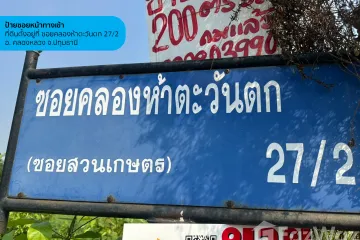 ป้ายซอยหน้าทางเข้า
ที่ดินตั้งอยู่ที่ ซอยคลองห้าตะวันตก 27/2
อ. คลองหลวง จ.ปทุมธานี
200
ซอยคลองห้าตะวันตก
(ซอยสวนเกษตร)
27/2